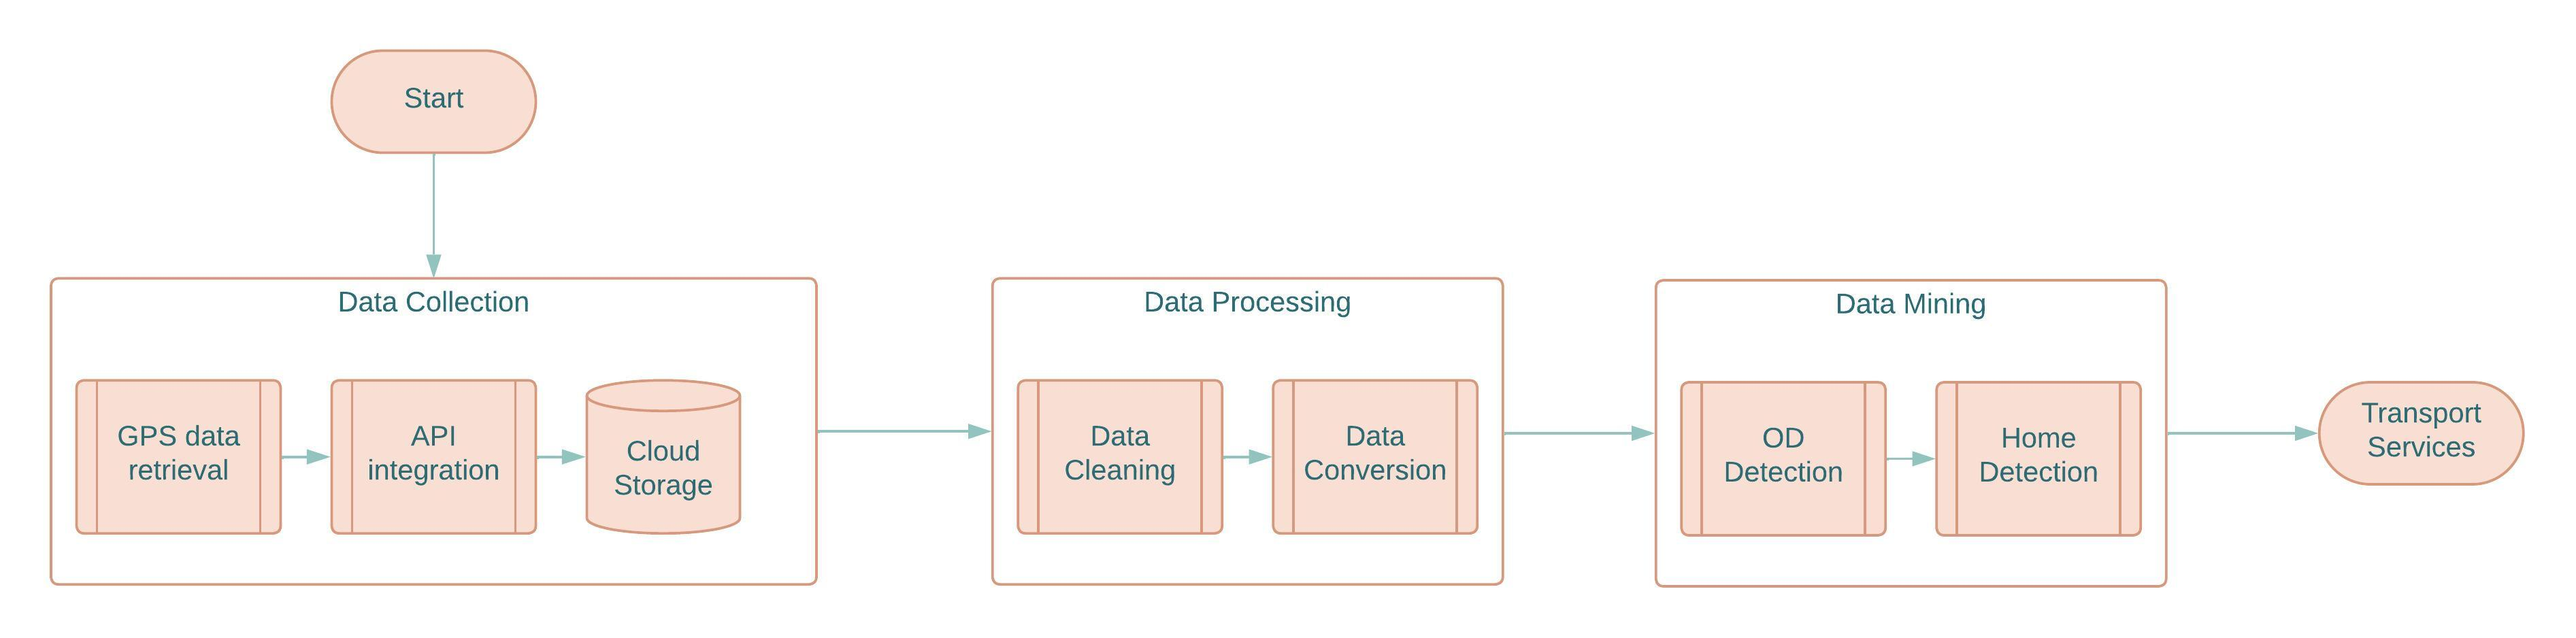 Start
Data Collection
GPS data
retrieval
API
integration
Cloud
Storage
Data Processing
Data
Cleaning
Data
Conversion
Data Mining
OD
Detection
Home
Detection
Transport
Services